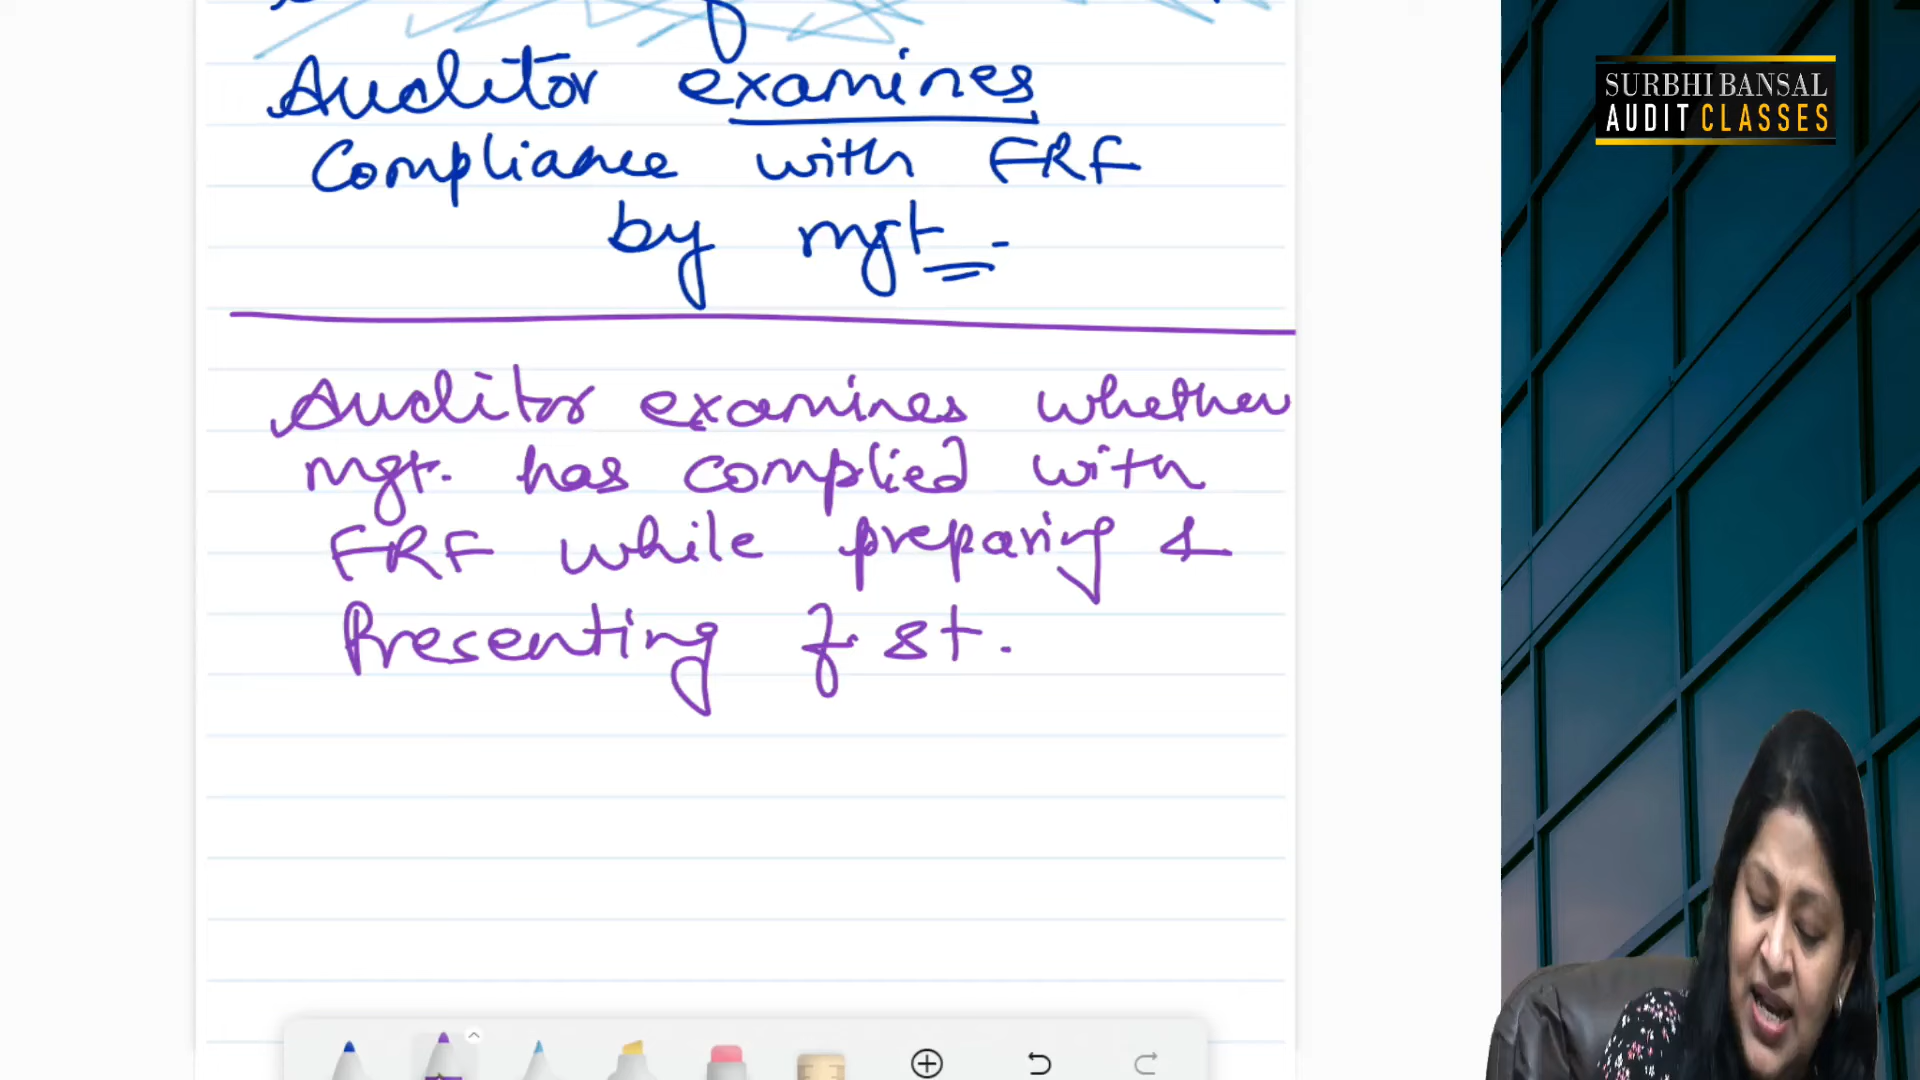 Auditor examines
Compliance with FRF
by mgt.
Auditor examines whether
mgt. has complied with
FRF while preparing &
Presenting f. st.
SURBHI BANSAL
AUDIT CLASSES